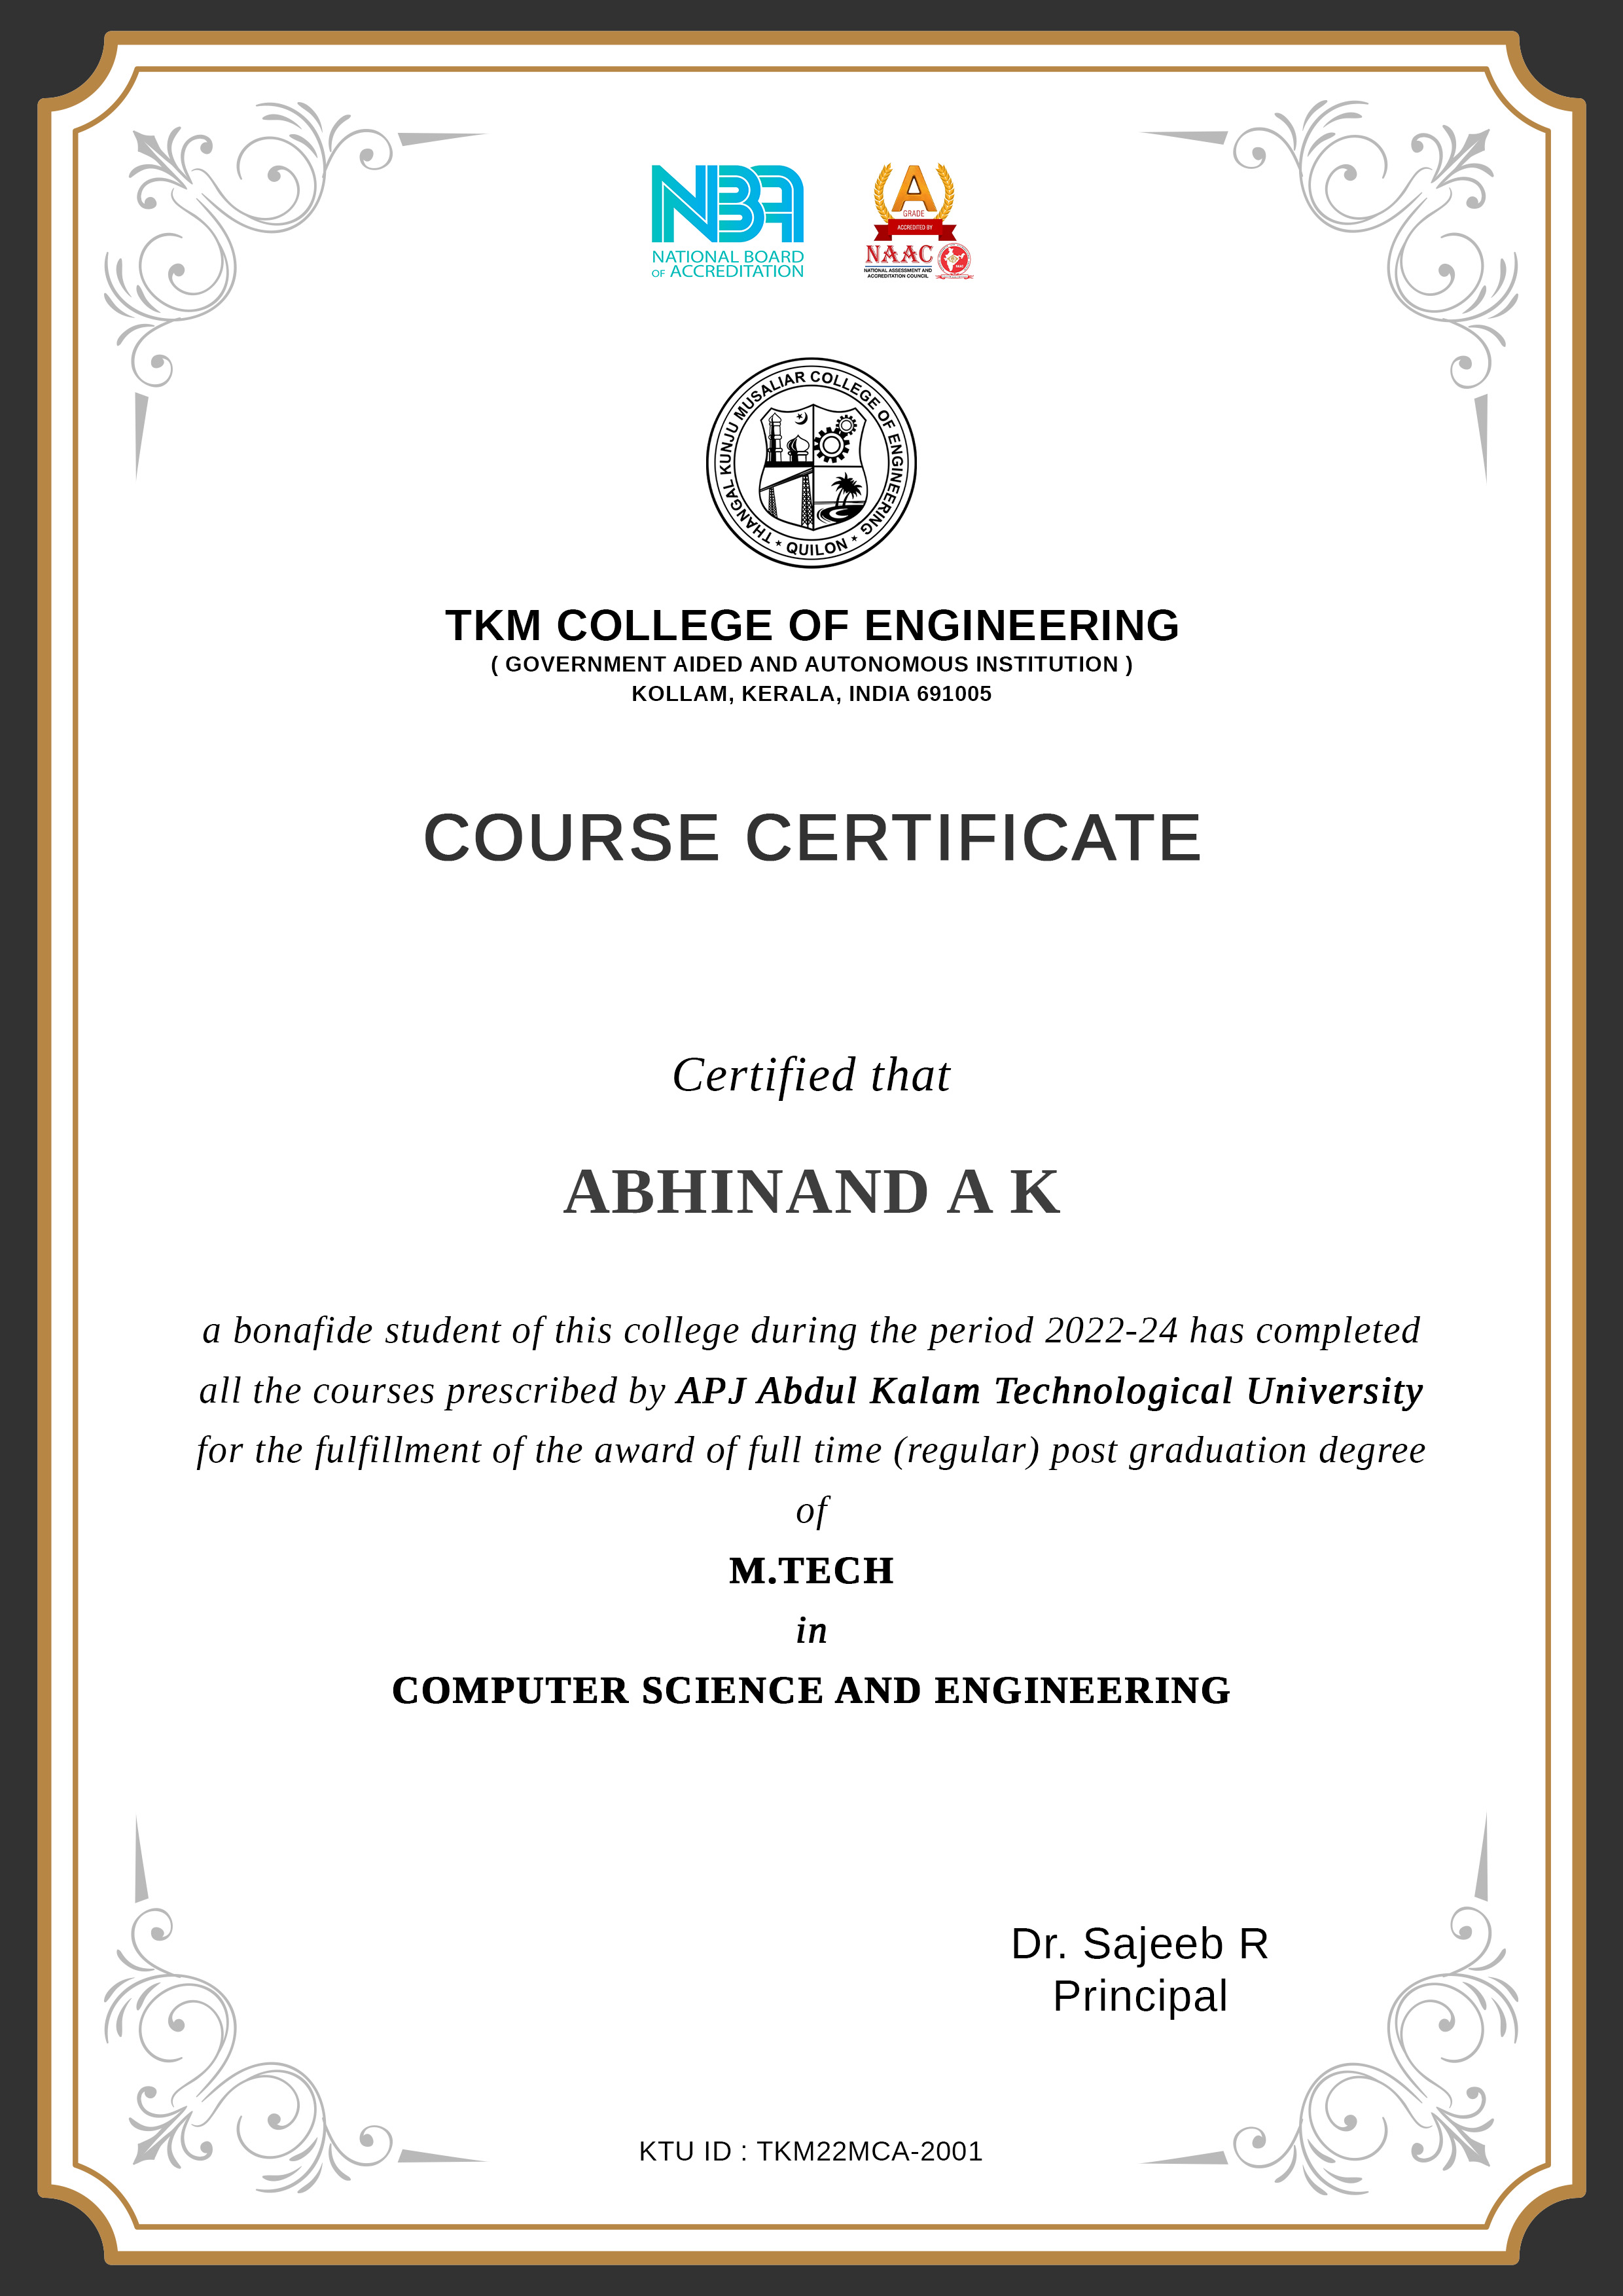 NBA
NATIONAL BOARD
OF ACCREDITATION
A
GRADE
ACCREDITED BY
NAAC
NATIONAL ASSESSMENT AND
ACCREDITATION COUNCIL
THANGAL KUNJU MUSALIAR COLLEGE OF ENGINEERING
★ QUILON ★
TKM COLLEGE OF ENGINEERING
( GOVERNMENT AIDED AND AUTONOMOUS INSTITUTION )
KOLLAM, KERALA, INDIA 691005
COURSE CERTIFICATE
Certified that
ABHINAND A K
a bonafide student of this college during the period 2022-24 has completed
all the courses prescribed by APJ Abdul Kalam Technological University
for the fulfillment of the award of full time (regular) post graduation degree
of
M.TECH
in
COMPUTER SCIENCE AND ENGINEERING
Dr. Sajeeb R
Principal
KTU ID : TKM22MCA-2001